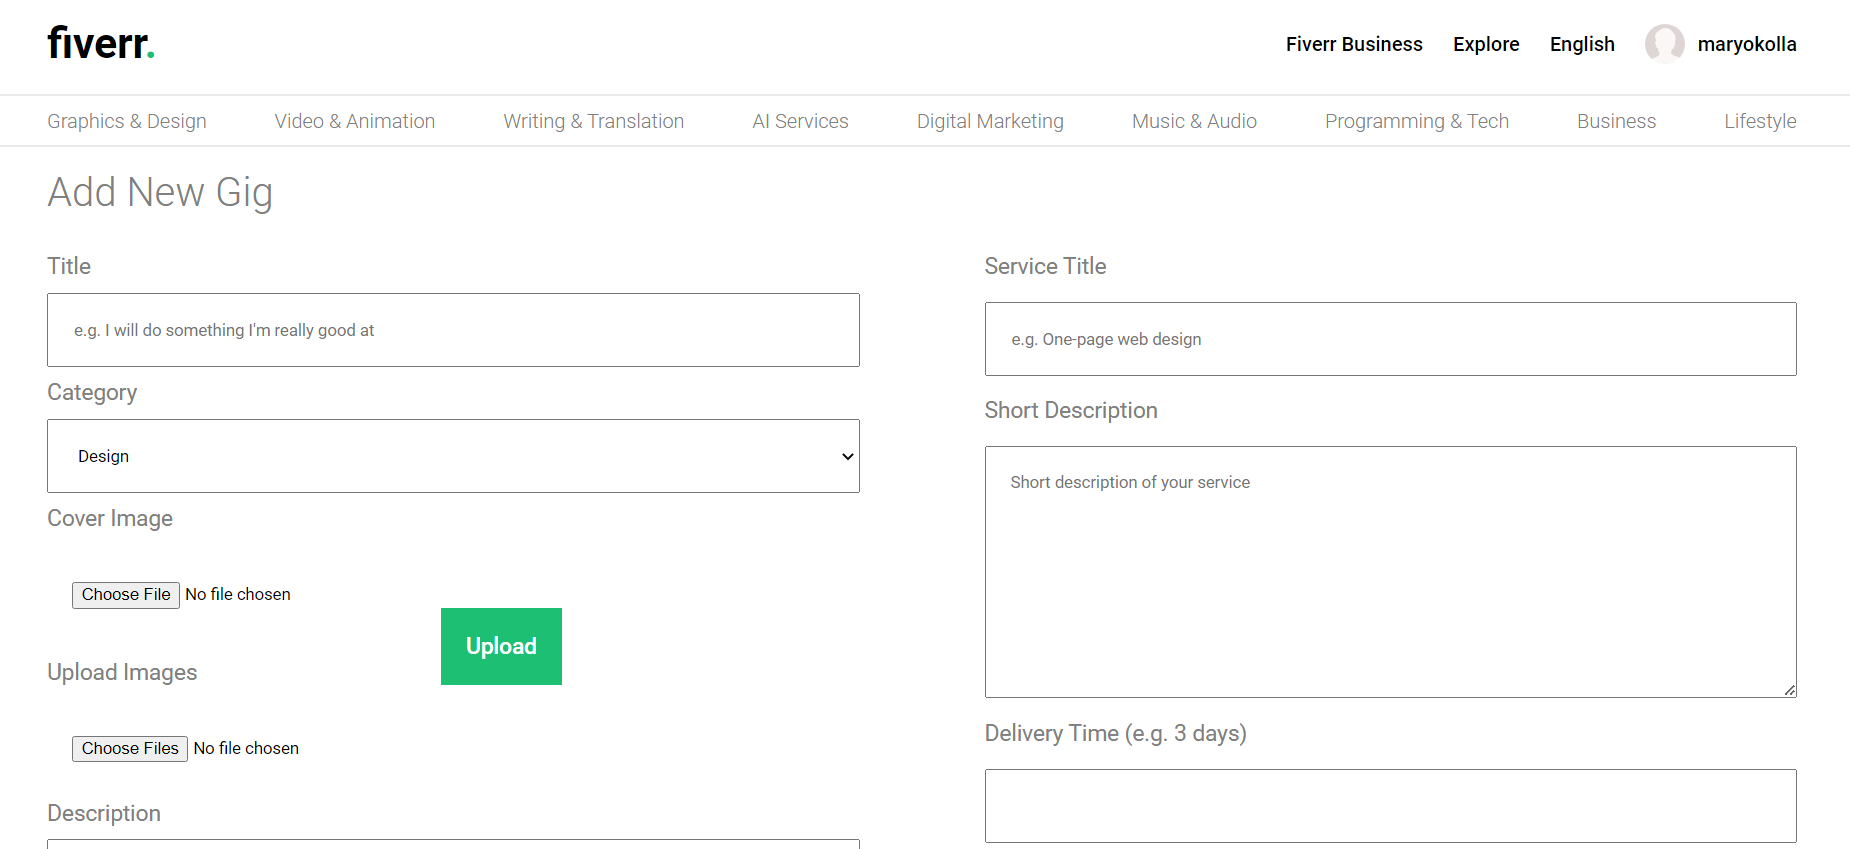 fiverr.
Fiverr Business Explore English maryokolla
Graphics & Design Video & Animation Writing & Translation AI Services Digital Marketing Music & Audio Programming & Tech Business Lifestyle
Add New Gig
Title
e.g. I will do something I'm really good at
Category
Design
Cover Image
Choose File No file chosen
Upload
Upload Images
Choose Files No file chosen
Description
Service Title
e.g. One-page web design
Short Description
Short description of your service
Delivery Time (e.g. 3 days)